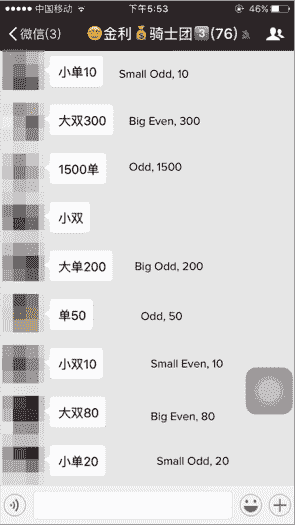 中国移动 下午5:53 46%
微信(3) 😊金利💰骑士团3️⃣(76)
小单10 Small Odd, 10
大双300 Big Even, 300
1500单 Odd, 1500
小双
大单200 Big Odd, 200
单50 Odd, 50
小双10 Small Even, 10
大双80 Big Even, 80
小单20 Small Odd, 20